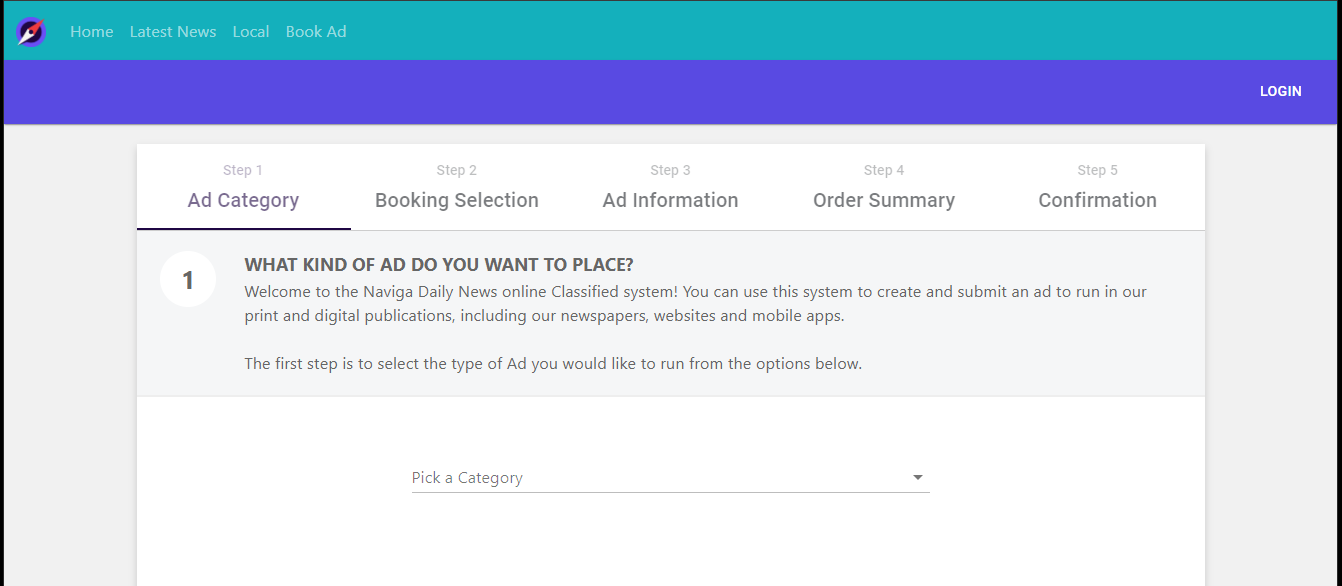 Home Latest News Local Book Ad
LOGIN
Step 1 Step 2 Step 3 Step 4 Step 5
Ad Category Booking Selection Ad Information Order Summary Confirmation
1
WHAT KIND OF AD DO YOU WANT TO PLACE?
Welcome to the Naviga Daily News online Classified system! You can use this system to create and submit an ad to run in our
print and digital publications, including our newspapers, websites and mobile apps.
The first step is to select the type of Ad you would like to run from the options below.
Pick a Category